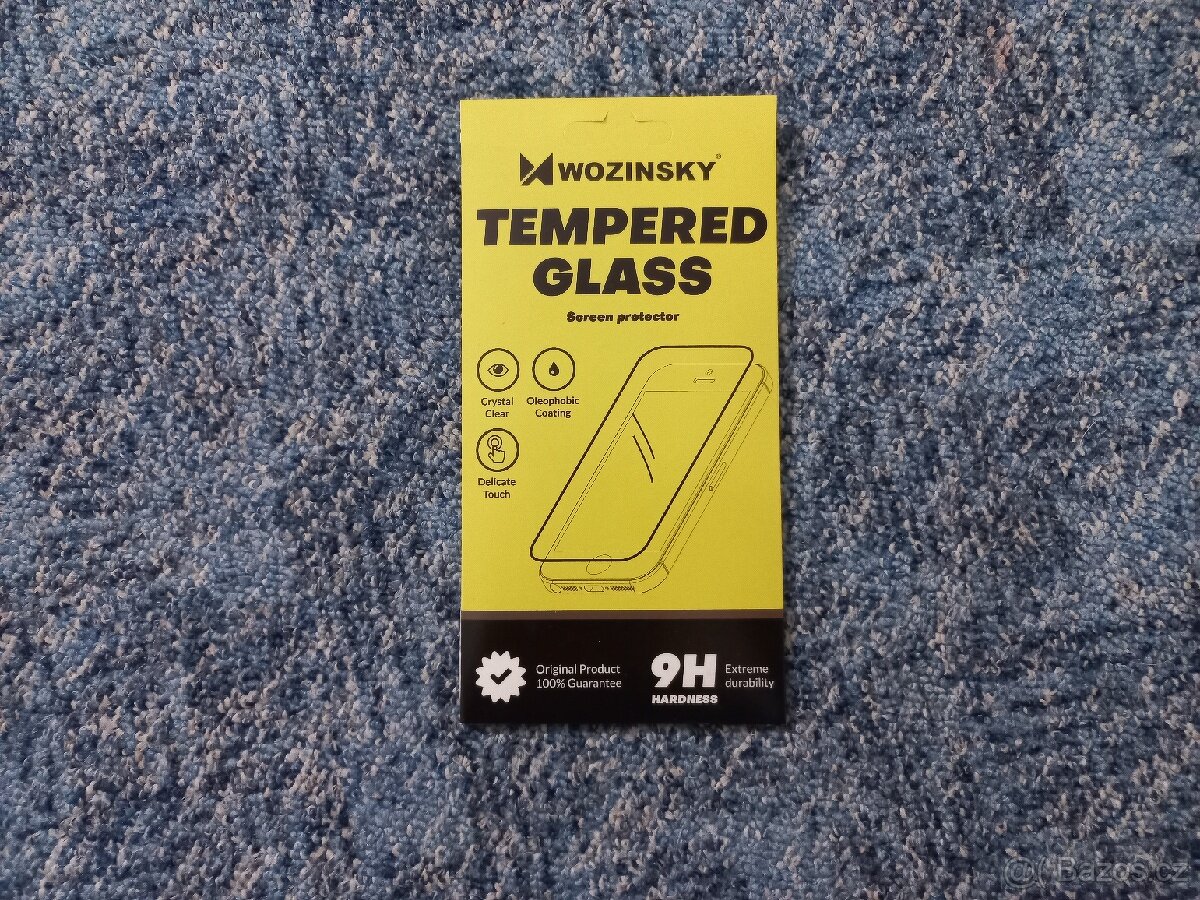 WOZINSKY®
TEMPERED
GLASS
Screen protector
Crystal
Clear
Oleophobic
Coating
Delicate
Touch
Original Product
100% Guarantee
9H
HARDNESS
Extreme
durability
@( Bazoš.cz